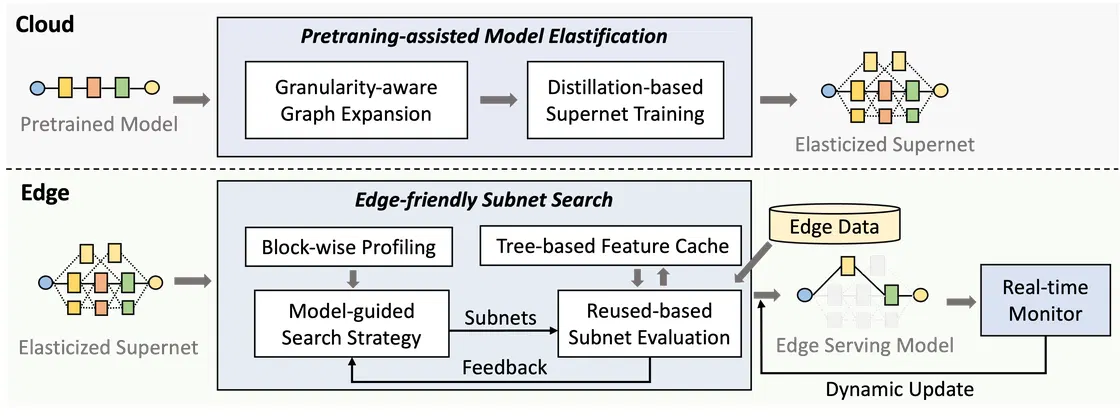 Cloud
Pretraning-assisted Model Elastification
Pretrained Model
Granularity-aware
Graph Expansion
Distillation-based
Supernet Training
Elasticized Supernet
Edge
Edge-friendly Subnet Search
Elasticized Supernet
Block-wise Profiling
Tree-based Feature Cache
Model-guided
Search Strategy
Subnets
Reused-based
Subnet Evaluation
Feedback
Edge Data
Edge Serving Model
Real-time
Monitor
Dynamic Update